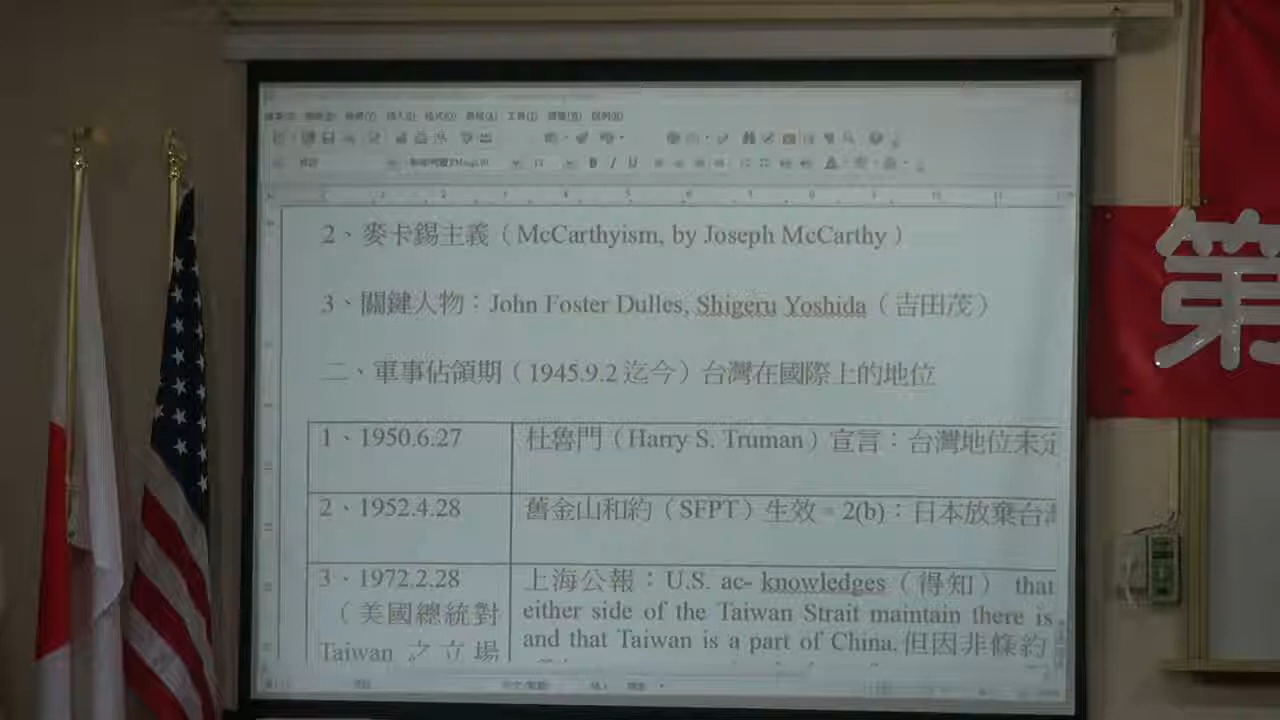 2、麥卡錫主義（McCarthyism, by Joseph McCarthy）
3、關鍵人物：John Foster Dulles, Shigeru Yoshida（吉田茂）
二、軍事佔領期（1945.9.2 迄今）台灣在國際上的地位
1、1950.6.27
杜魯門（Harry S. Truman）宣言：台灣地位未定
2、1952.4.28
舊金山和約（SFPT）生效。2(b)：日本放棄台灣
3、1972.2.28
（美國總統對
Taiwan 之立場
上海公報：U.S. ac- knowledges（得知） that
either side of the Taiwan Strait maintain there is
and that Taiwan is a part of China.但因非條約
第